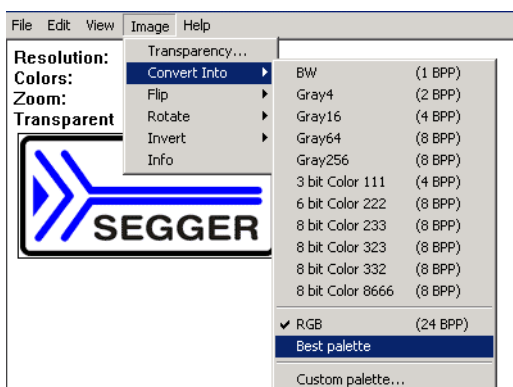 File Edit View Image Help
Resolution:
Colors:
Zoom:
Transparent
Transparency...
Convert Into
Flip
Rotate
Invert
Info
SEGGER
BW (1 BPP)
Gray4 (2 BPP)
Gray16 (4 BPP)
Gray64 (8 BPP)
Gray256 (8 BPP)
3 bit Color 111 (4 BPP)
6 bit Color 222 (8 BPP)
8 bit Color 233 (8 BPP)
8 bit Color 323 (8 BPP)
8 bit Color 332 (8 BPP)
8 bit Color 8666 (8 BPP)
RGB (24 BPP)
Best palette
Custom palette...